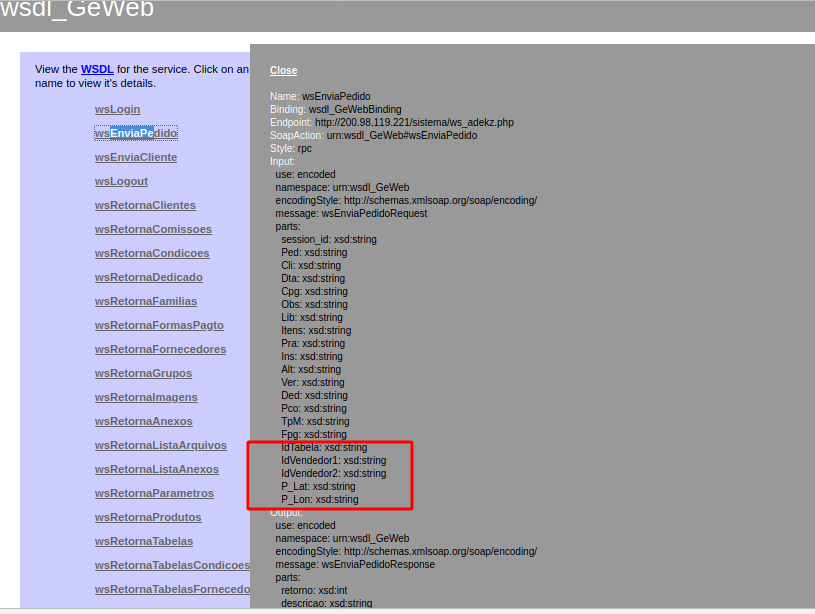 wsdl_GeWeb
View the WSDL for the service. Click on an
name to view it's details.
wsLogin
wsEnviaPedido
wsEnviaCliente
wsLogout
wsRetornaClientes
wsRetornaComissoes
wsRetornaCondicoes
wsRetornaDedicado
wsRetornaFamilias
wsRetornaFormasPagto
wsRetornaFornecedores
wsRetornaGrupos
wsRetornaImagens
wsRetornaAnexos
wsRetornaListaArquivos
wsRetornaListaAnexos
wsRetornaParametros
wsRetornaProdutos
wsRetornaTabelas
wsRetornaTabelasCondicoes
wsRetornaTabelasFornecedo
Close
Name: wsEnviaPedido
Binding: wsdl_GeWebBinding
Endpoint: http://200.98.119.221/sistema/ws_adekz.php
SoapAction: urn:wsdl_GeWeb#wsEnviaPedido
Style: rpc
Input:
use: encoded
namespace: urn:wsdl_GeWeb
encodingStyle: http://schemas.xmlsoap.org/soap/encoding/
message: wsEnviaPedidoRequest
parts:
session_id: xsd:string
Ped: xsd:string
Cli: xsd:string
Dta: xsd:string
Cpg: xsd:string
Obs: xsd:string
Lib: xsd:string
Itens: xsd:string
Pra: xsd:string
Ins: xsd:string
Alt: xsd:string
Ver: xsd:string
Ded: xsd:string
Pco: xsd:string
TpM: xsd:string
Fpg: xsd:string
IdTabela: xsd:string
IdVendedor1: xsd:string
IdVendedor2: xsd:string
P_Lat: xsd:string
P_Lon: xsd:string
Output:
use: encoded
namespace: urn:wsdl_GeWeb
encodingStyle: http://schemas.xmlsoap.org/soap/encoding/
message: wsEnviaPedidoResponse
parts:
retorno: xsd:int
descricao: xsd:string